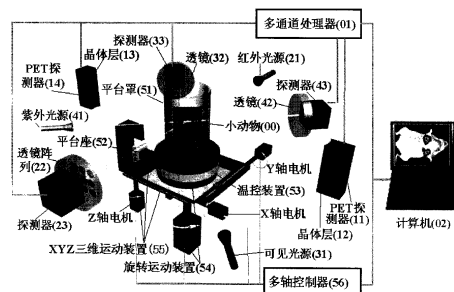 多通道处理器(01)
探测器(33)
晶体层(13)
透镜(32)
红外光源(21)
PET探
测器(14)
平台罩(51)
探测器(43)
透镜(42)
紫外光源(41)
小动物(00)
平台座(52)
透镜阵
列(22)
Y轴电机
温控装置(53)
Z轴电机
X轴电机
PET探
测器(11)
探测器(23)
计算机(02)
晶体层(12)
XYZ三维运动装置(55)
可见光源(31)
旋转运动装置(54)
多轴控制器(56)